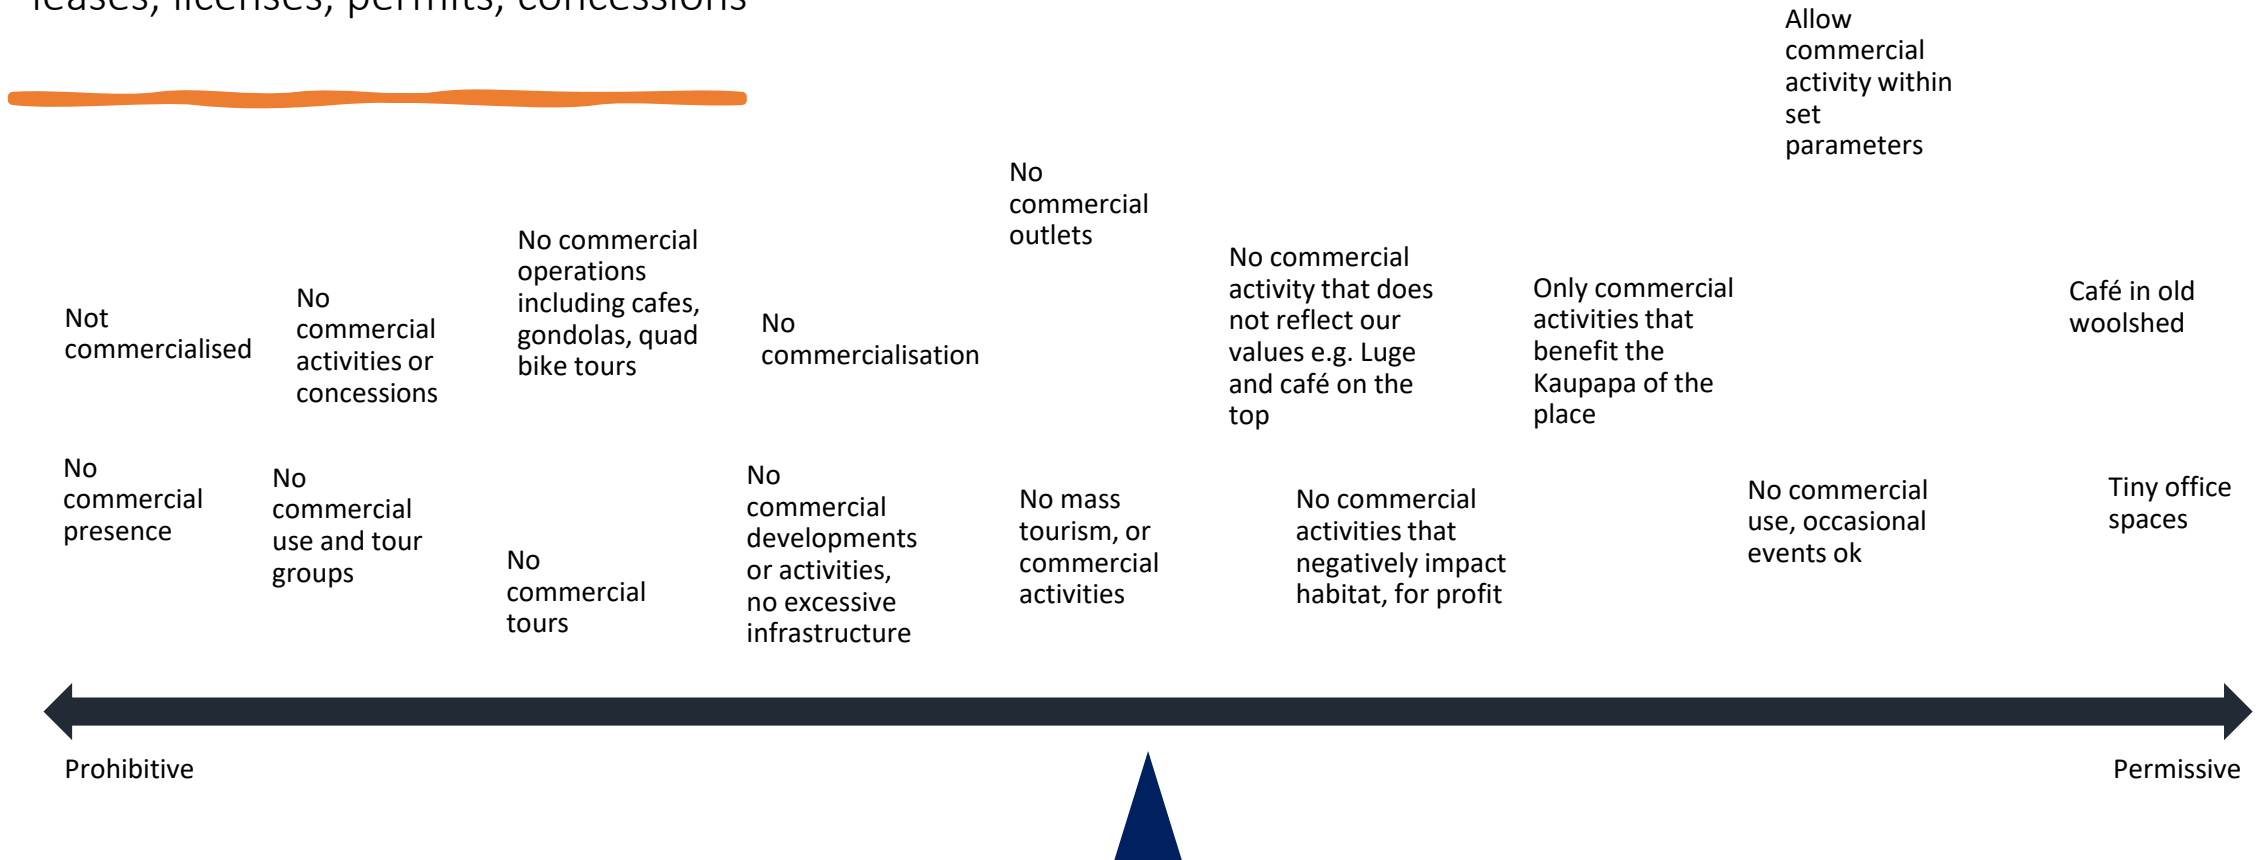 leases, licenses, permits, concessions
Allow
commercial
activity within
set
parameters
No
commercial
outlets
No commercial
operations
including cafes,
gondolas, quad
bike tours
No commercial
activity that does
not reflect our
values e.g. Luge
and café on the
top
Only commercial
activities that
benefit the
Kaupapa of the
place
Café in old
woolshed
Not
commercialised
No
commercial
activities or
concessions
No
commercialisation
No
commercial
presence
No
commercial
use and tour
groups
No
commercial
tours
No
commercial
developments
or activities,
no excessive
infrastructure
No mass
tourism, or
commercial
activities
No commercial
activities that
negatively impact
habitat, for profit
No commercial
use, occasional
events ok
Tiny office
spaces
Prohibitive
Permissive